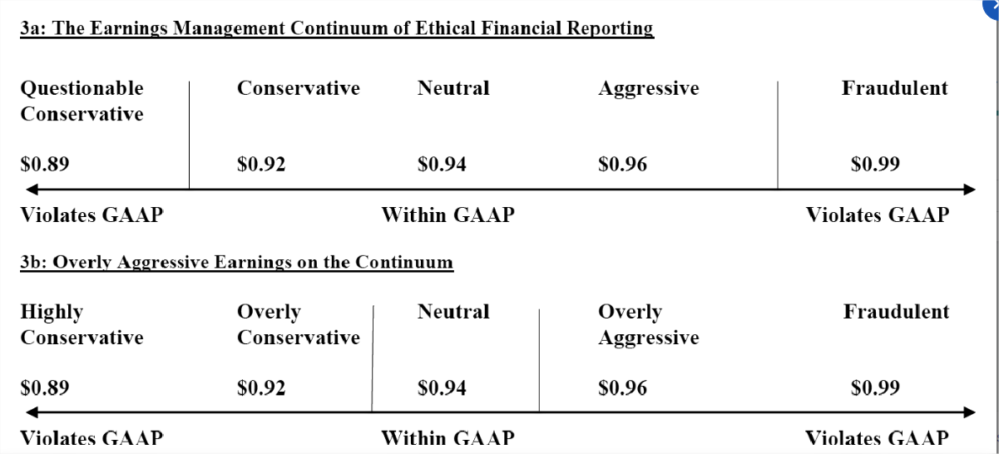 3a: The Earnings Management Continuum of Ethical Financial Reporting
Questionable Conservative Neutral Aggressive Fraudulent
Conservative
$0.89 $0.92 $0.94 $0.96 $0.99
Violates GAAP Within GAAP Violates GAAP
3b: Overly Aggressive Earnings on the Continuum
Highly Overly Neutral Overly Fraudulent
Conservative Conservative Aggressive
$0.89 $0.92 $0.94 $0.96 $0.99
Violates GAAP Within GAAP Violates GAAP